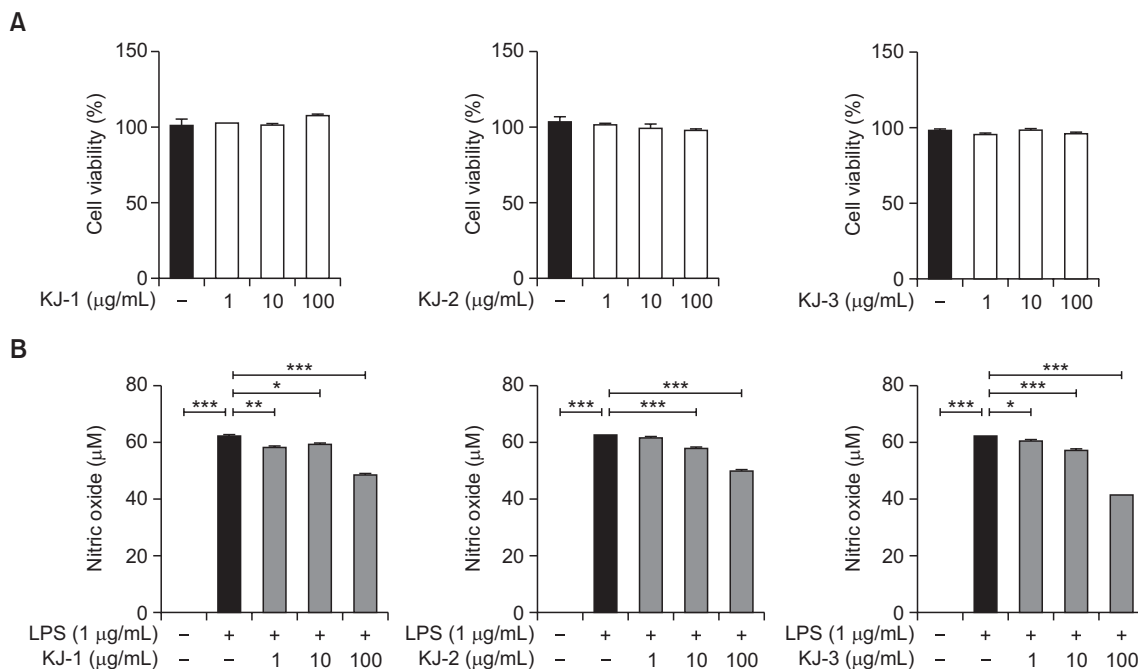 A
150
100
50
0
Cell viability (%)
KJ-1 (μg/mL) – 1 10 100
150
100
50
0
Cell viability (%)
KJ-2 (μg/mL) – 1 10 100
150
100
50
0
Cell viability (%)
KJ-3 (μg/mL) – 1 10 100
B
80
60
40
20
0
Nitric oxide (μM)
***
*
*** **
LPS (1 μg/mL) – + + + +
KJ-1 (μg/mL) – – 1 10 100
80
60
40
20
0
Nitric oxide (μM)
***
*** ***
LPS (1 μg/mL) – + + + +
KJ-2 (μg/mL) – – 1 10 100
80
60
40
20
0
Nitric oxide (μM)
***
***
*** *
LPS (1 μg/mL) – + + + +
KJ-3 (μg/mL) – – 1 10 100